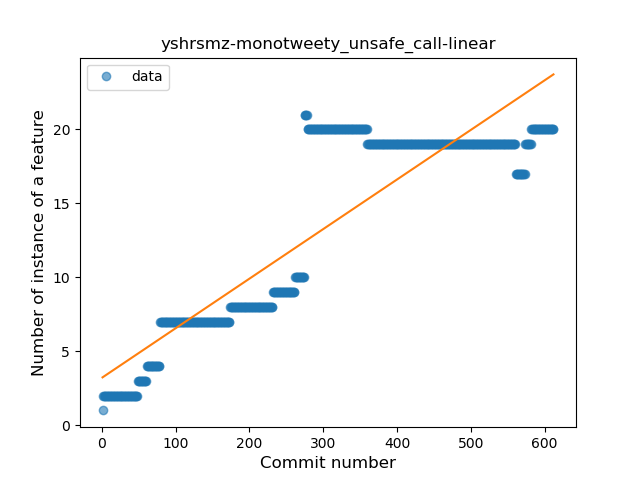 yshrsmz-monotweety_unsafe_call-linear
data
Number of instance of a feature
20
15
10
5
0
0 100 200 300 400 500 600
Commit number